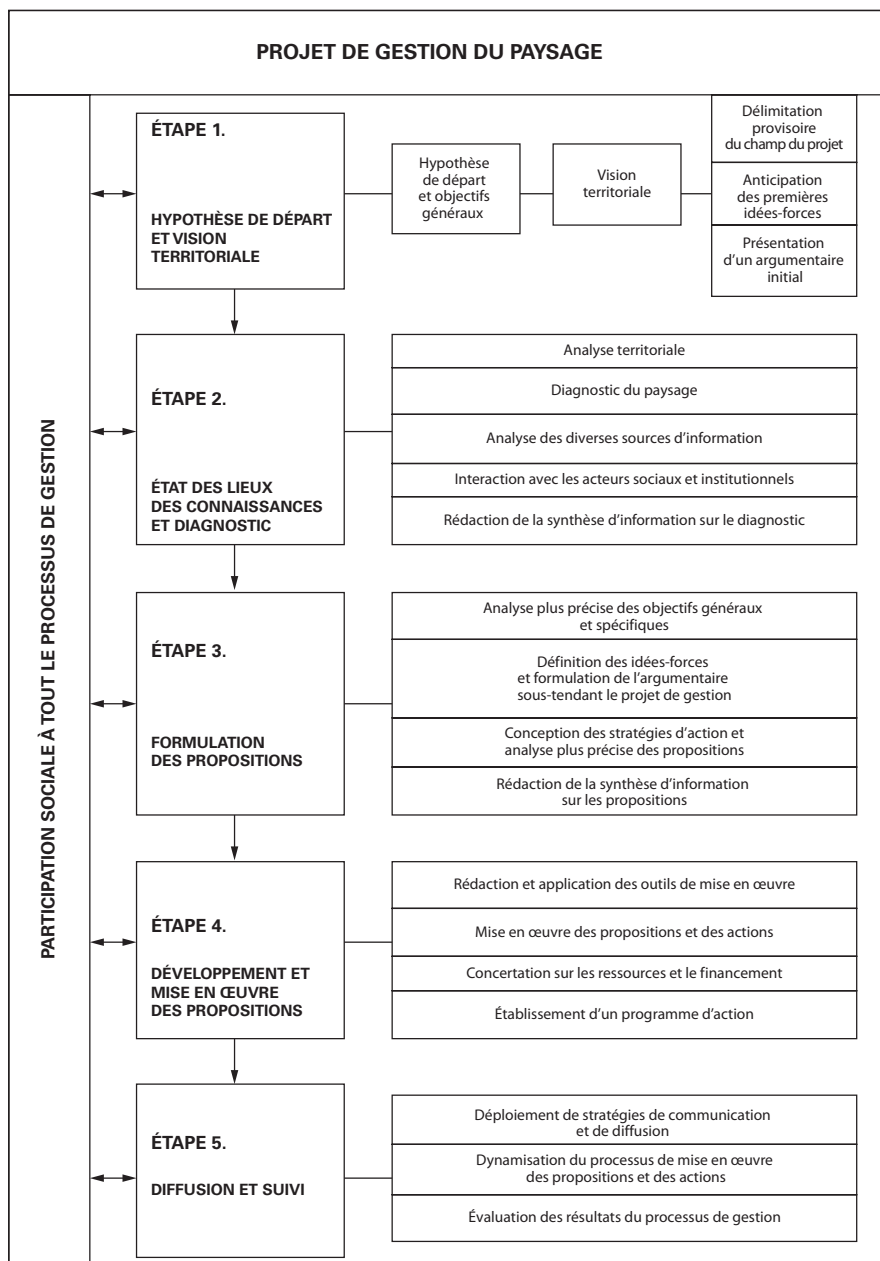 PROJET DE GESTION DU PAYSAGE
PARTICIPATION SOCIALE À TOUT LE PROCESSUS DE GESTION
ÉTAPE 1.
HYPOTHÈSE DE DÉPART
ET VISION
TERRITORIALE
Hypothèse
de départ
et objectifs
généraux
Vision
territoriale
Délimitation
provisoire
du champ du projet
Anticipation
des premières
idées-forces
Présentation
d’un argumentaire
initial
ÉTAPE 2.
ÉTAT DES LIEUX
DES CONNAISSANCES
ET DIAGNOSTIC
Analyse territoriale
Diagnostic du paysage
Analyse des diverses sources d’information
Interaction avec les acteurs sociaux et institutionnels
Rédaction de la synthèse d’information sur le diagnostic
ÉTAPE 3.
FORMULATION
DES PROPOSITIONS
Analyse plus précise des objectifs généraux
et spécifiques
Définition des idées-forces
et formulation de l’argumentaire
sous-tendant le projet de gestion
Conception des stratégies d’action et
analyse plus précise des propositions
Rédaction de la synthèse d’information
sur les propositions
ÉTAPE 4.
DÉVELOPPEMENT ET
MISE EN ŒUVRE
DES PROPOSITIONS
Rédaction et application des outils de mise en œuvre
Mise en œuvre des propositions et des actions
Concertation sur les ressources et le financement
Établissement d’un programme d’action
ÉTAPE 5.
DIFFUSION ET SUIVI
Déploiement de stratégies de communication
et de diffusion
Dynamisation du processus de mise en œuvre
des propositions et des actions
Évaluation des résultats du processus de gestion